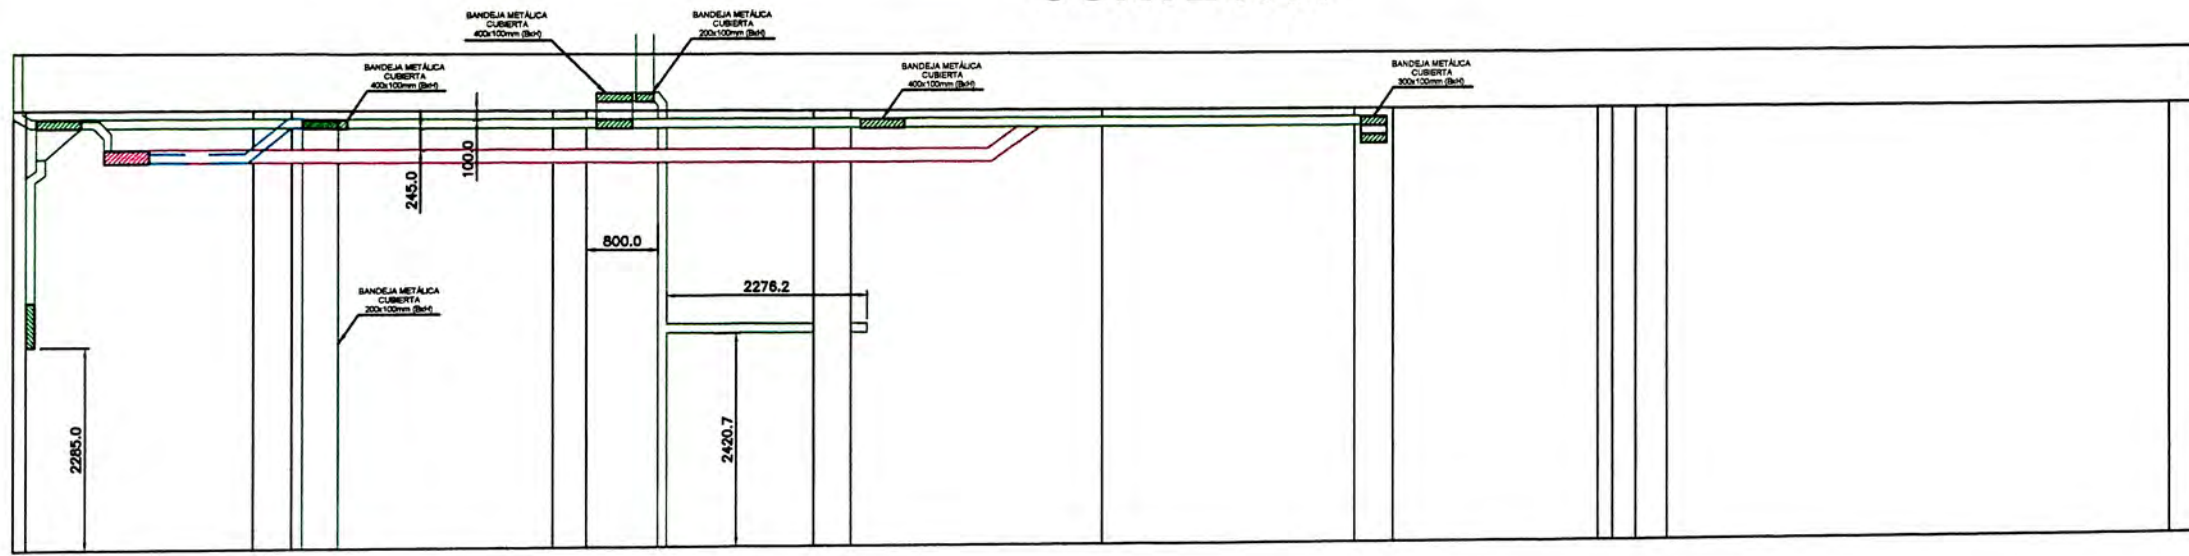 BANDEJA METÁLICA
CUBIERTA
400x100mm (BxH)
BANDEJA METÁLICA
CUBIERTA
200x100mm (BxH)
BANDEJA METÁLICA
CUBIERTA
400x100mm (BxH)
BANDEJA METÁLICA
CUBIERTA
400x100mm (BxH)
BANDEJA METÁLICA
CUBIERTA
300x100mm (BxH)
245.0
100.0
800.0
2276.2
BANDEJA METÁLICA
CUBIERTA
200x100mm (BxH)
2285.0
2420.7